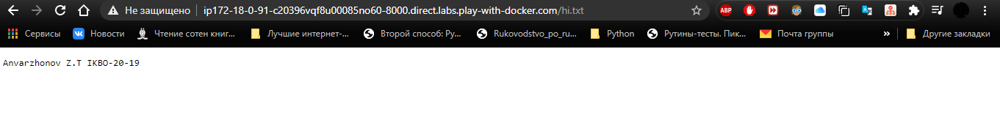 Не защищено ip172-18-0-91-c20396vqf8u00085no60-8000.direct.labs.play-with-docker.com/hi.txt ABP
Сервисы Новости Чтение сотен книг... Лучшие интернет-... Второй способ: Ру... Rukovodstvo_po_ru... Python Рутины-тесты. Пик... Почта группы » Другие закладки
Anvarzhonov Z.T IKBO-20-19